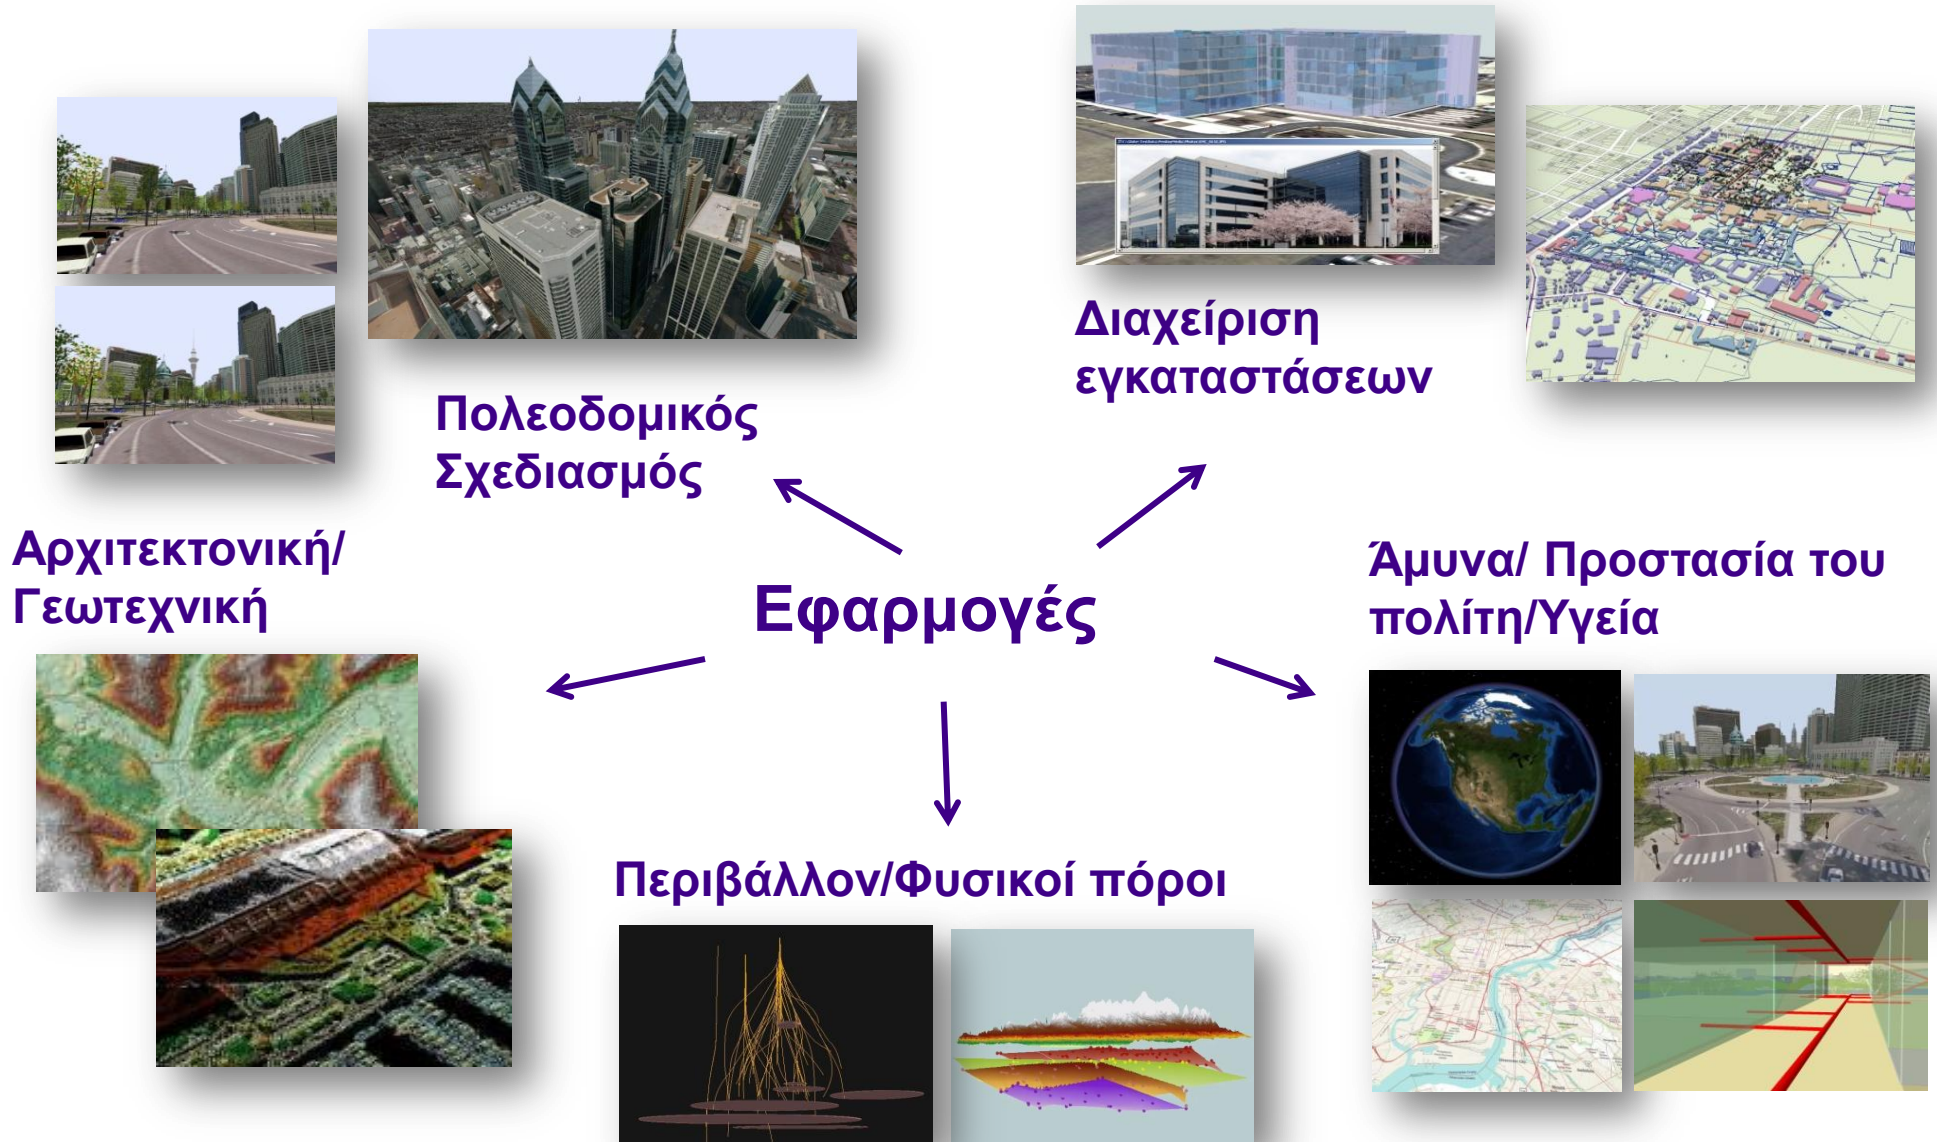 Διαχείριση
εγκαταστάσεων
Πολεοδομικός
Σχεδιασμός
Αρχιτεκτονική/
Γεωτεχνική
Άμυνα/ Προστασία του
πολίτη/Υγεία
Εφαρμογές
Περιβάλλον/Φυσικοί πόροι